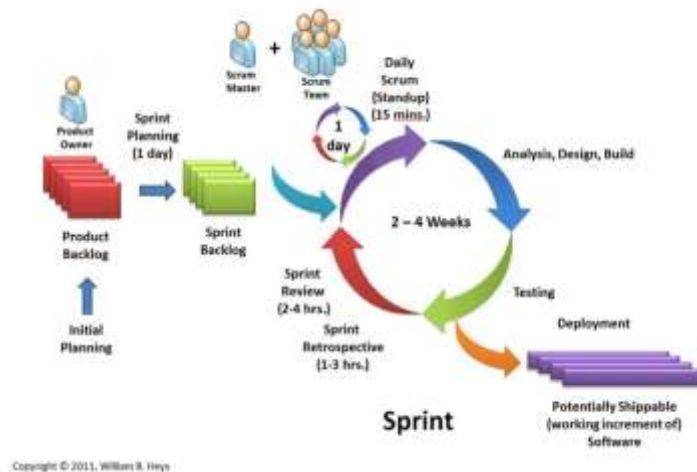 Scrum
Master
+
Scrum
Team
Daily
Scrum
(Standup)
(15 mins.)
Product
Owner
Sprint
Planning
(1 day)
1
day
Analysis, Design, Build
2 – 4 Weeks
Product
Backlog
Sprint
Backlog
Initial
Planning
Sprint
Review
(2-4 hrs.)
Sprint
Retrospective
(1-3 hrs.)
Testing
Deployment
Potentially Shippable
(working increment of)
Software
Sprint
Copyright © 2011, William B. Heys